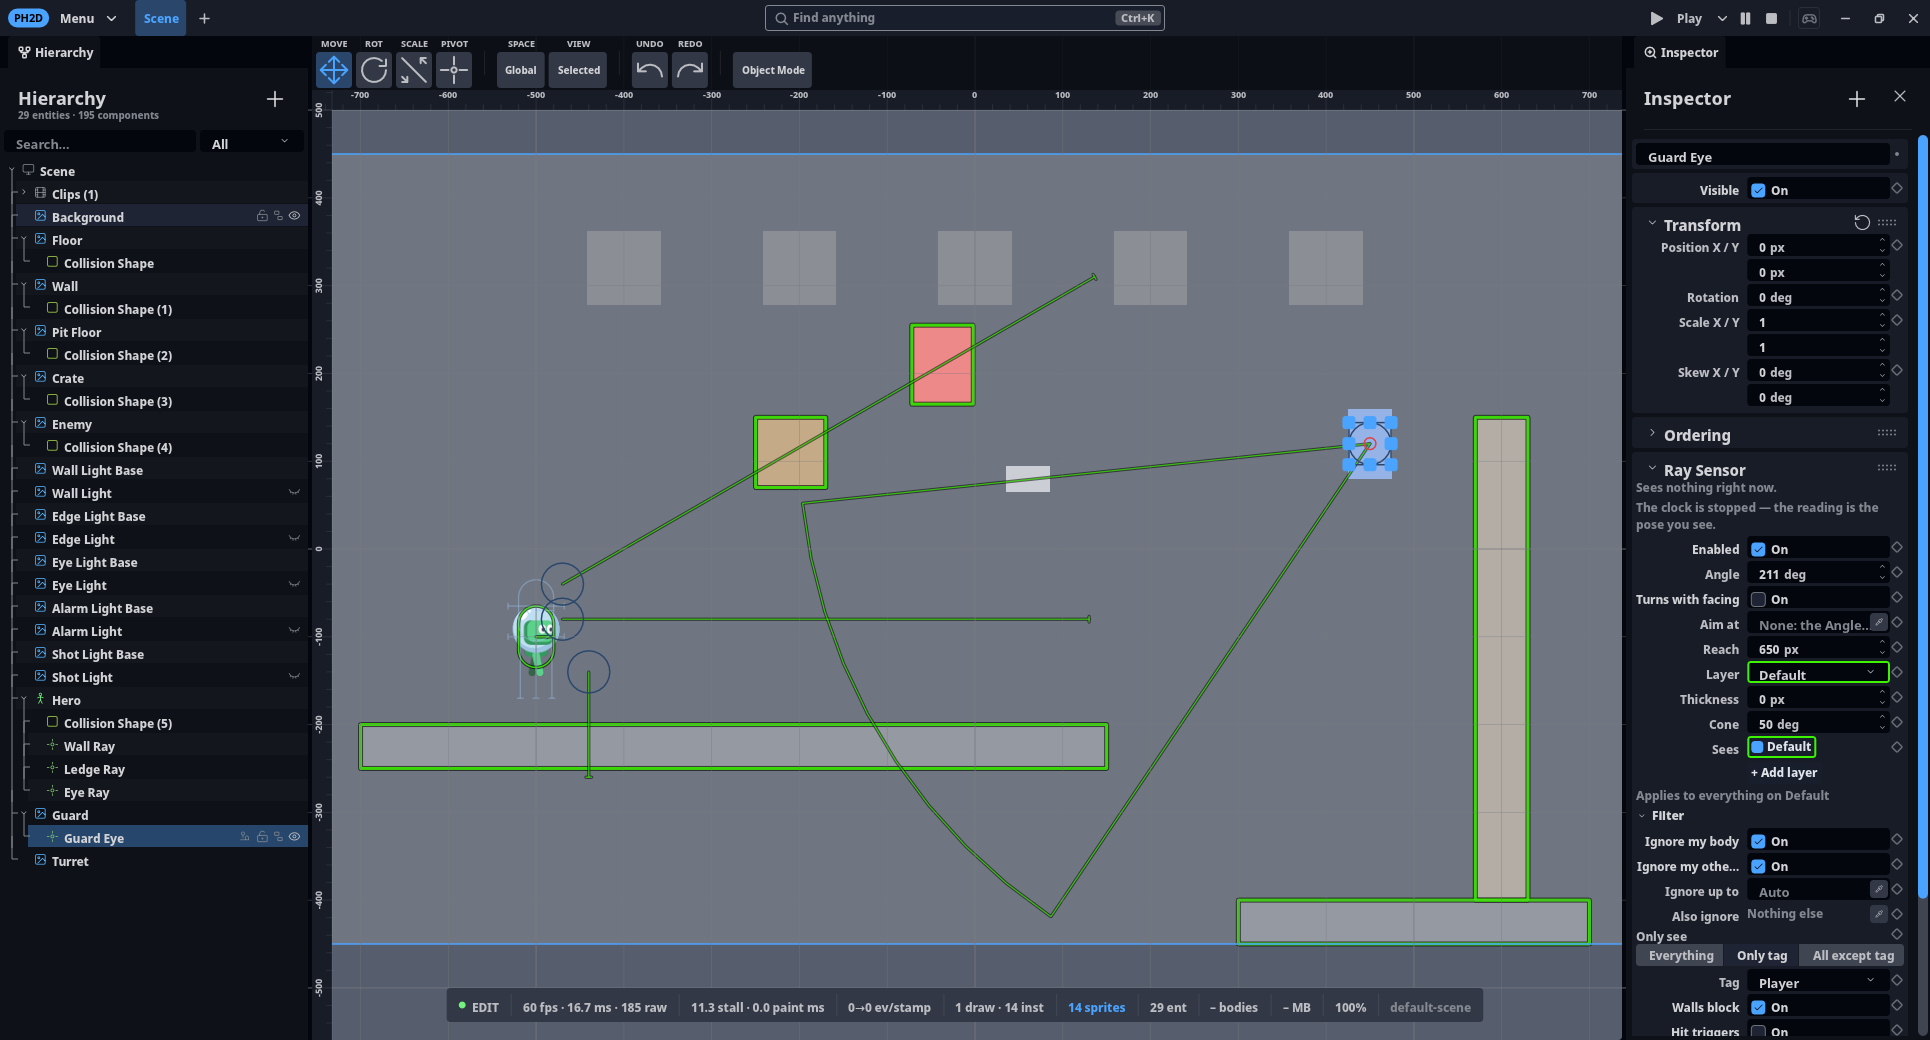 PH2D
Menu
Scene
Find anything
Ctrl+K
Play
Hierarchy
MOVE ROT SCALE PIVOT SPACE VIEW UNDO REDO
Global
Selected
Object Mode
Inspector
Hierarchy
29 entities · 195 components
Search...
All
Scene
Clips (1)
Background
Floor
Collision Shape
Wall
Collision Shape (1)
Pit Floor
Collision Shape (2)
Crate
Collision Shape (3)
Enemy
Collision Shape (4)
Wall Light Base
Wall Light
Edge Light Base
Edge Light
Eye Light Base
Eye Light
Alarm Light Base
Alarm Light
Shot Light Base
Shot Light
Hero
Collision Shape (5)
Wall Ray
Ledge Ray
Eye Ray
Guard
Guard Eye
Turret
-700 -600 -500 -400 -300 -200 -100 0 100 200 300 400 500 600 700
500
400
300
200
100
0
-100
-200
-300
-400
-500
EDIT
60 fps · 16.7 ms · 185 raw
11.3 stall · 0.0 paint ms
0→0 ev/stamp
1 draw · 14 inst
14 sprites
29 ent
– bodies
– MB
100%
default-scene
Inspector
Guard Eye
Visible On
Transform
Position X / Y 0 px
0 px
Rotation 0 deg
Scale X / Y 1
1
Skew X / Y 0 deg
0 deg
Ordering
Ray Sensor
Sees nothing right now.
The clock is stopped — the reading is the
pose you see.
Enabled On
Angle 211 deg
Turns with facing On
Aim at None: the Angle...
Reach 650 px
Layer Default
Thickness 0 px
Cone 50 deg
Sees Default
+ Add layer
Applies to everything on Default
Filter
Ignore my body On
Ignore my othe... On
Ignore up to Auto
Also ignore Nothing else
Only see
Everything Only tag All except tag
Tag Player
Walls block On
Hit triggers On